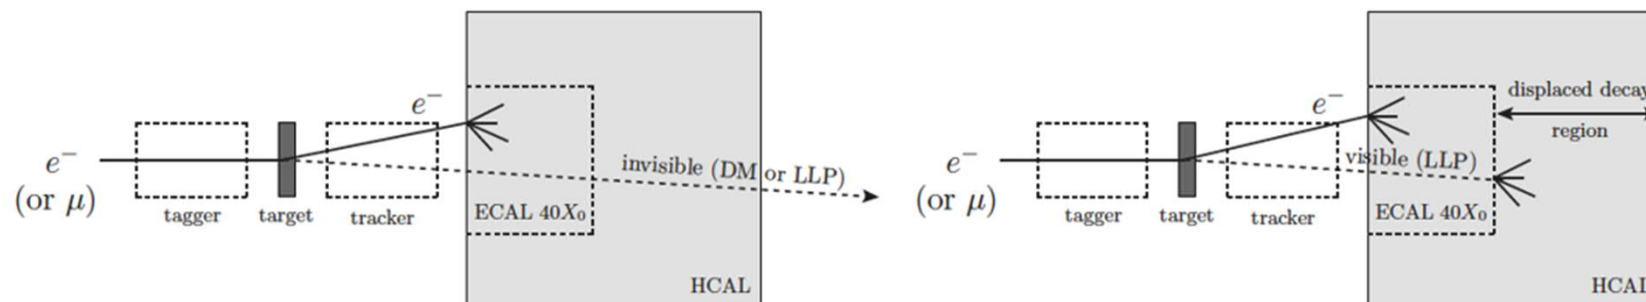 e⁻
(or μ)
tagger
target
tracker
e⁻
ECAL 40X₀
invisible (DM or LLP)
HCAL
e⁻
(or μ)
tagger
target
tracker
e⁻
visible (LLP)
ECAL 40X₀
displaced decay
region
HCAL